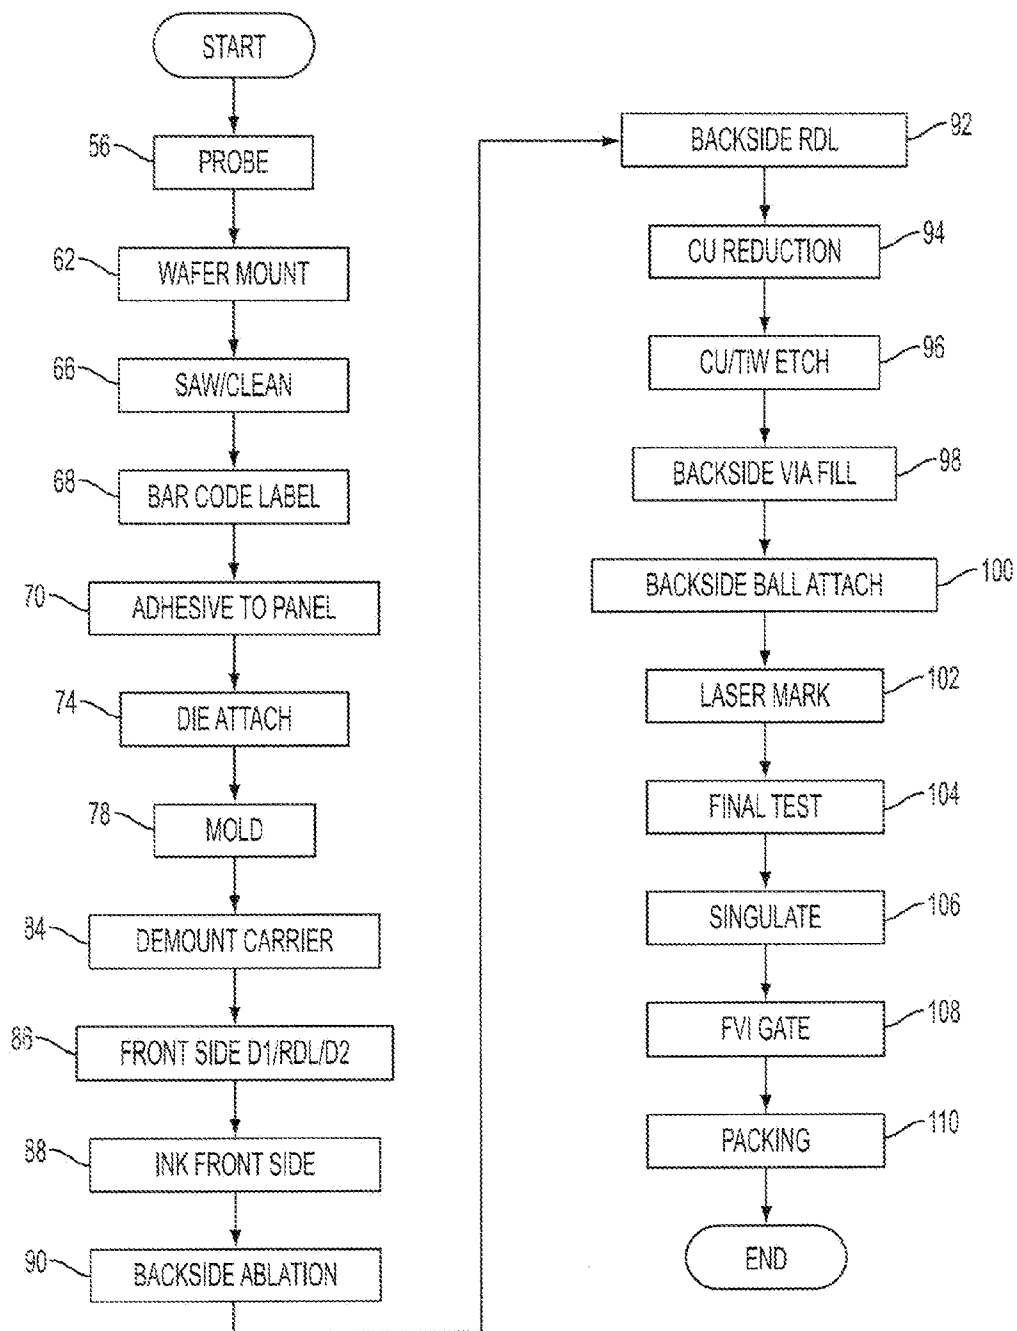 START
56
PROBE
62
WAFER MOUNT
66
SAW/CLEAN
68
BAR CODE LABEL
70
ADHESIVE TO PANEL
74
DIE ATTACH
78
MOLD
84
DEMOUNT CARRIER
86
FRONT SIDE D1/RDL/D2
88
INK FRONT SIDE
90
BACKSIDE ABLATION
92
BACKSIDE RDL
94
CU REDUCTION
96
CU/TIW ETCH
98
BACKSIDE VIA FILL
100
BACKSIDE BALL ATTACH
102
LASER MARK
104
FINAL TEST
106
SINGULATE
108
FVI GATE
110
PACKING
END